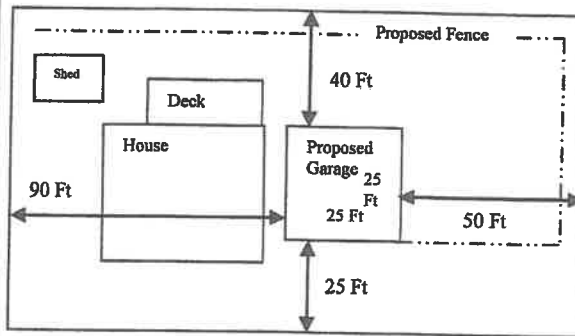 Proposed Fence
Shed
40 Ft
Deck
House
Proposed
Garage
25
Ft
25 Ft
90 Ft
50 Ft
25 Ft